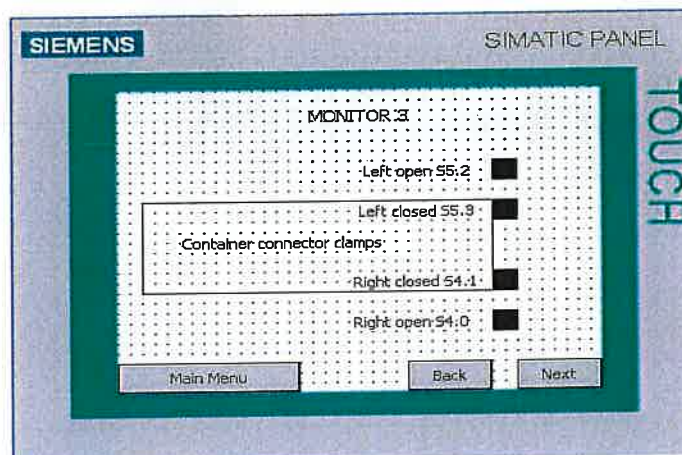 SIEMENS
SIMATIC PANEL
TOUCH
MONITOR 3
Left open S5.2
Left closed S5.3
Container connector clamps
Right closed S4.1
Right open S4.0
Main Menu
Back
Next